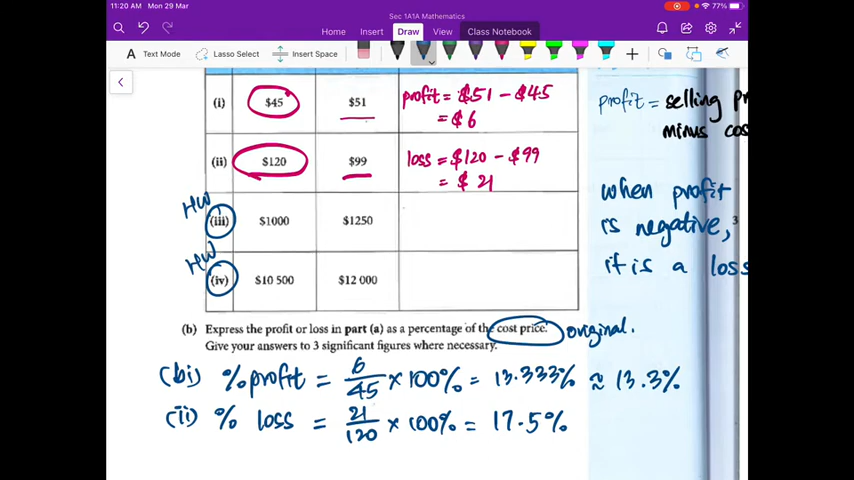 11:20 AM Mon 29 Mar
Sec 1A1A Mathematics
77%
Home Insert Draw View Class Notebook
A Text Mode Lasso Select Insert Space
(i) $45 $51 profit = $51 - $45
= $6
(ii) $120 $99 loss = $120 - $99
= $21
HW
(iii) $1000 $1250
HW
(iv) $10 500 $12 000
profit = selling
minus
when profit
is negative, 3
it is a loss
(b) Express the profit or loss in part (a) as a percentage of the cost price. original.
Give your answers to 3 significant figures where necessary.
(bi) % profit = 6/45 × 100% = 13.333% ≈ 13.3%
(ii) % loss = 21/120 × 100% = 17.5%